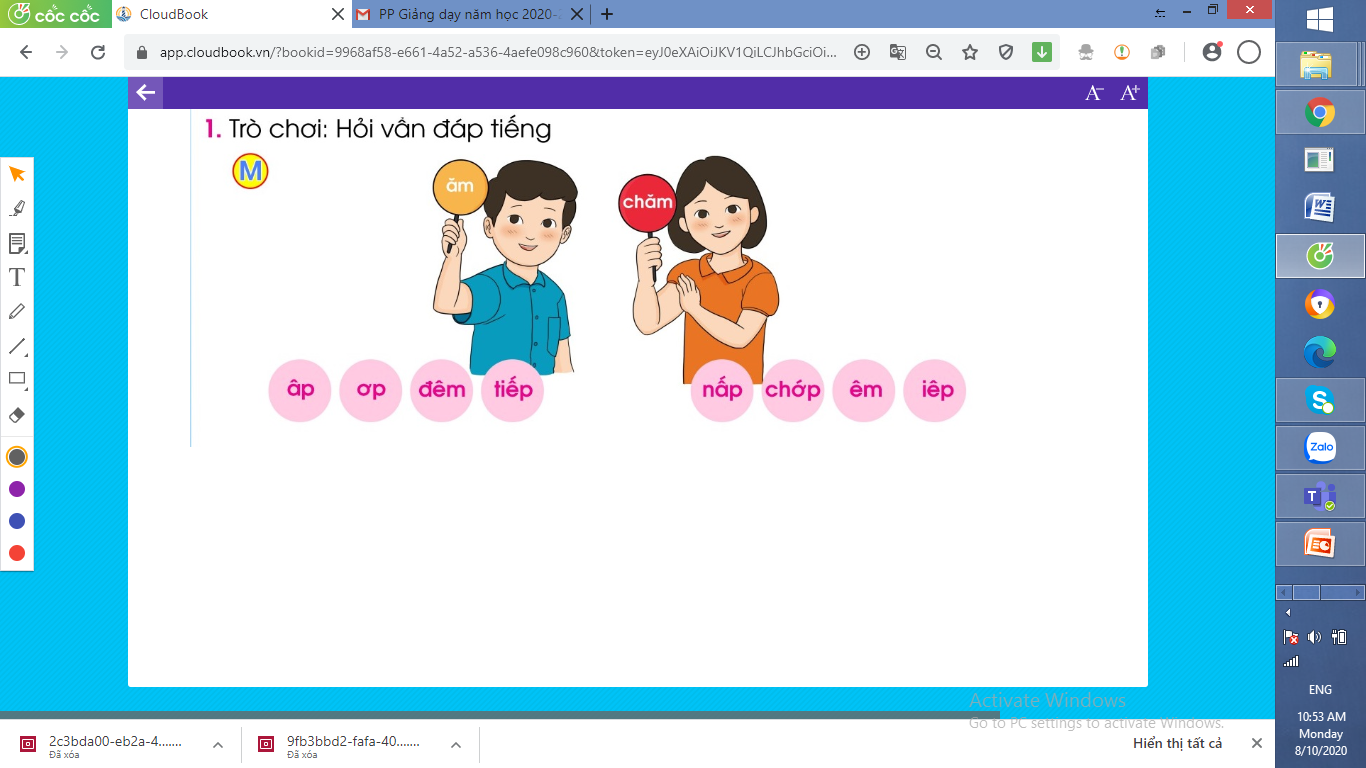 cốc cốc
CloudBook
PP Giảng dạy năm học 2020-2
app.cloudbook.vn/?bookid=9968af58-e661-4a52-a536-4aefe098c960&token=eyJ0eXAiOiJKV1QiLCJhbGciOi...
A⁻ A⁺
1. Trò chơi: Hỏi vần đáp tiếng
M
ăm
chăm
âp ơp đêm tiếp nấp chớp êm iêp
T
Zalo
Activate Windows
Go to PC settings to activate Windows.
ENG
10:53 AM
Monday
8/10/2020
2c3bda00-eb2a-4......
Đã xóa
9fb3bbd2-fafa-40......
Đã xóa
Hiển thị tất cả